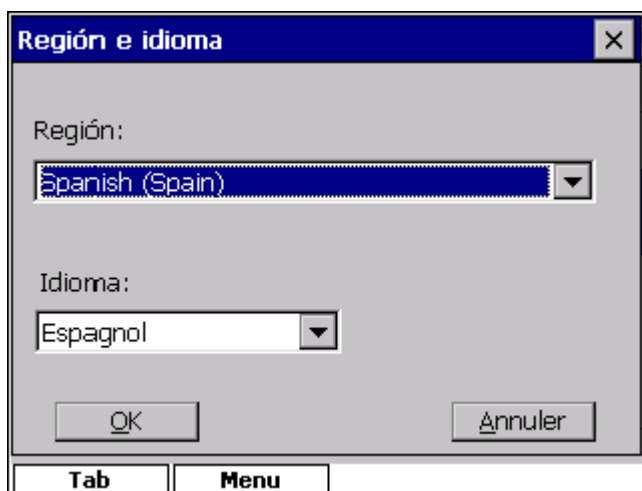 Región e idioma
Región:
Spanish (Spain)
Idioma:
Espagnol
OK Annuler
Tab Menu